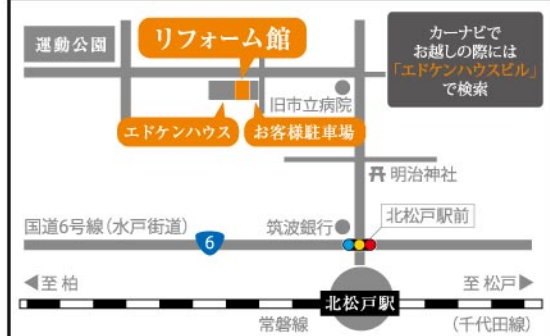 運動公園
リフォーム館
カーナビで
お越しの際には
「エドケンハウスビル」
で検索
旧市立病院
エドケンハウス
お客様駐車場
明治神社
国道6号線(水戸街道)
6
筑波銀行
北松戸駅前
◀至 柏
至 松戸▶
北松戸駅
常磐線
(千代田線)